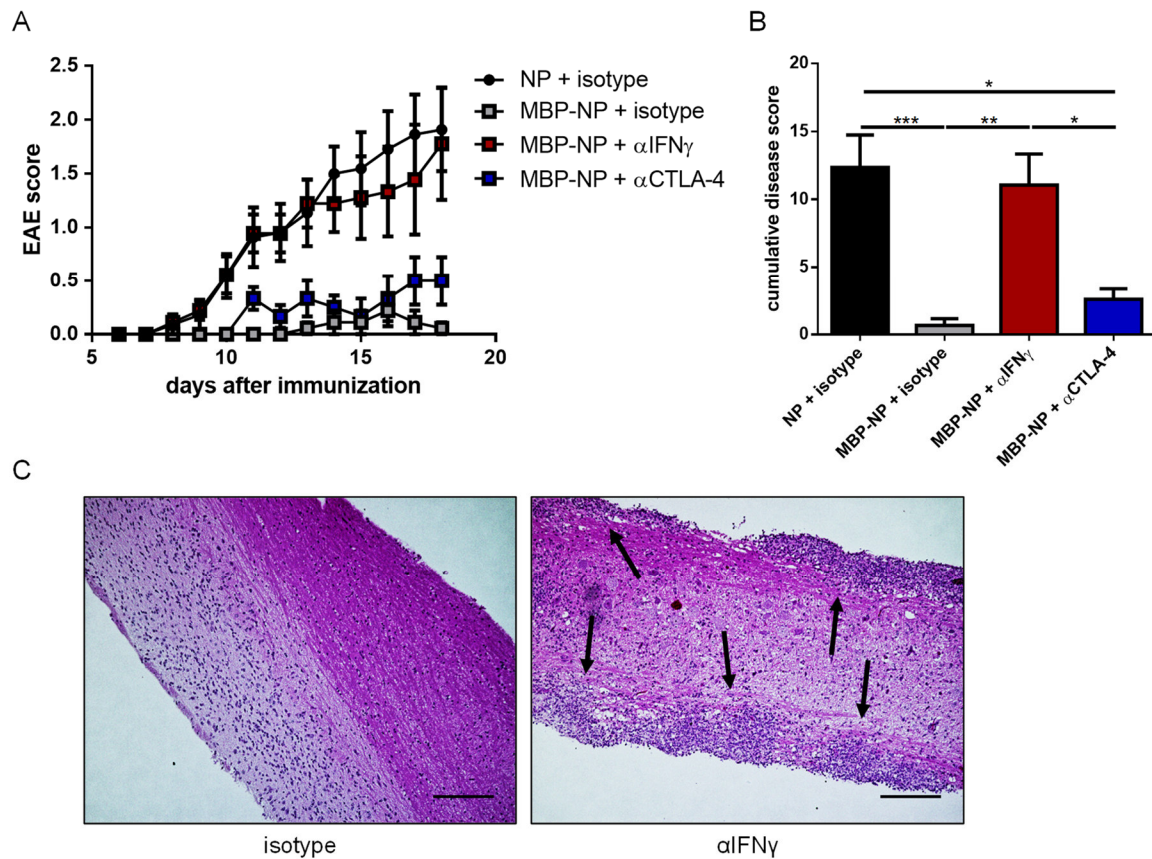 A
EAE score
2.5
2.0
1.5
1.0
0.5
0.0
5
10
15
20
days after immunization
NP + isotype
MBP-NP + isotype
MBP-NP + αIFNγ
MBP-NP + αCTLA-4
B
cumulative disease score
20
15
10
5
0
*
***
**
*
NP + isotype
MBP-NP + isotype
MBP-NP + αIFNγ
MBP-NP + αCTLA-4
C
isotype
αIFNγ